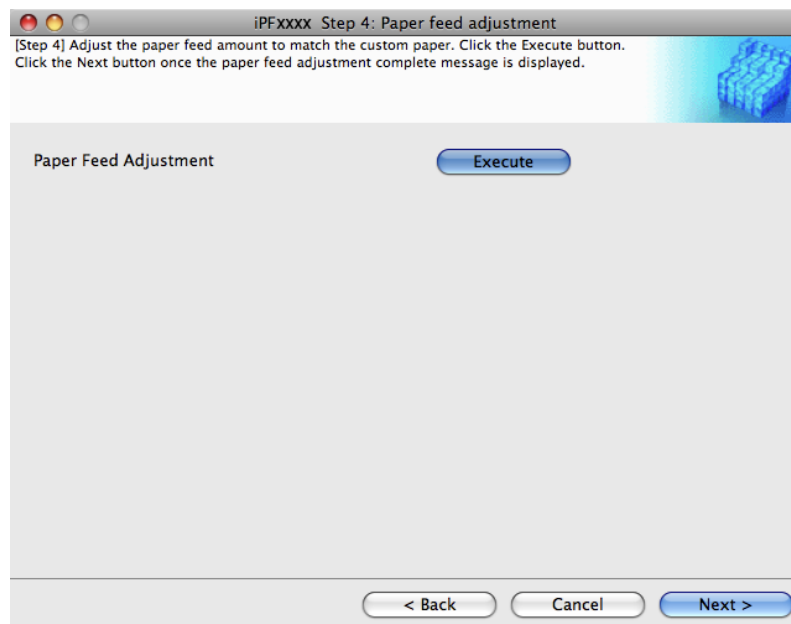 iPFxxxx Step 4: Paper feed adjustment
[Step 4] Adjust the paper feed amount to match the custom paper. Click the Execute button.
Click the Next button once the paper feed adjustment complete message is displayed.
Paper Feed Adjustment Execute
< Back Cancel Next >